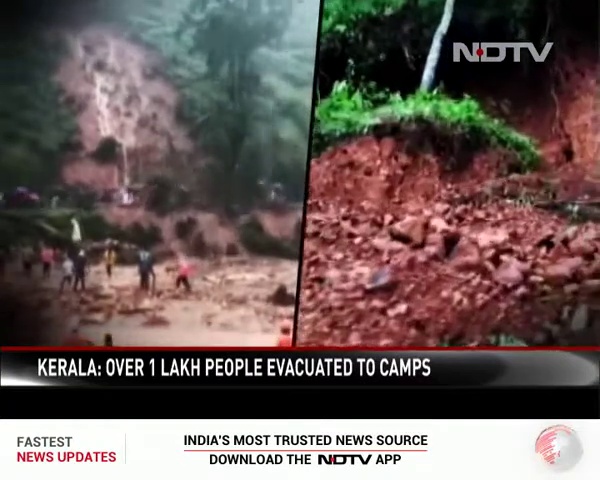 NDTV
KERALA: OVER 1 LAKH PEOPLE EVACUATED TO CAMPS
FASTEST
NEWS UPDATES
INDIA'S MOST TRUSTED NEWS SOURCE
DOWNLOAD THE NDTV APP